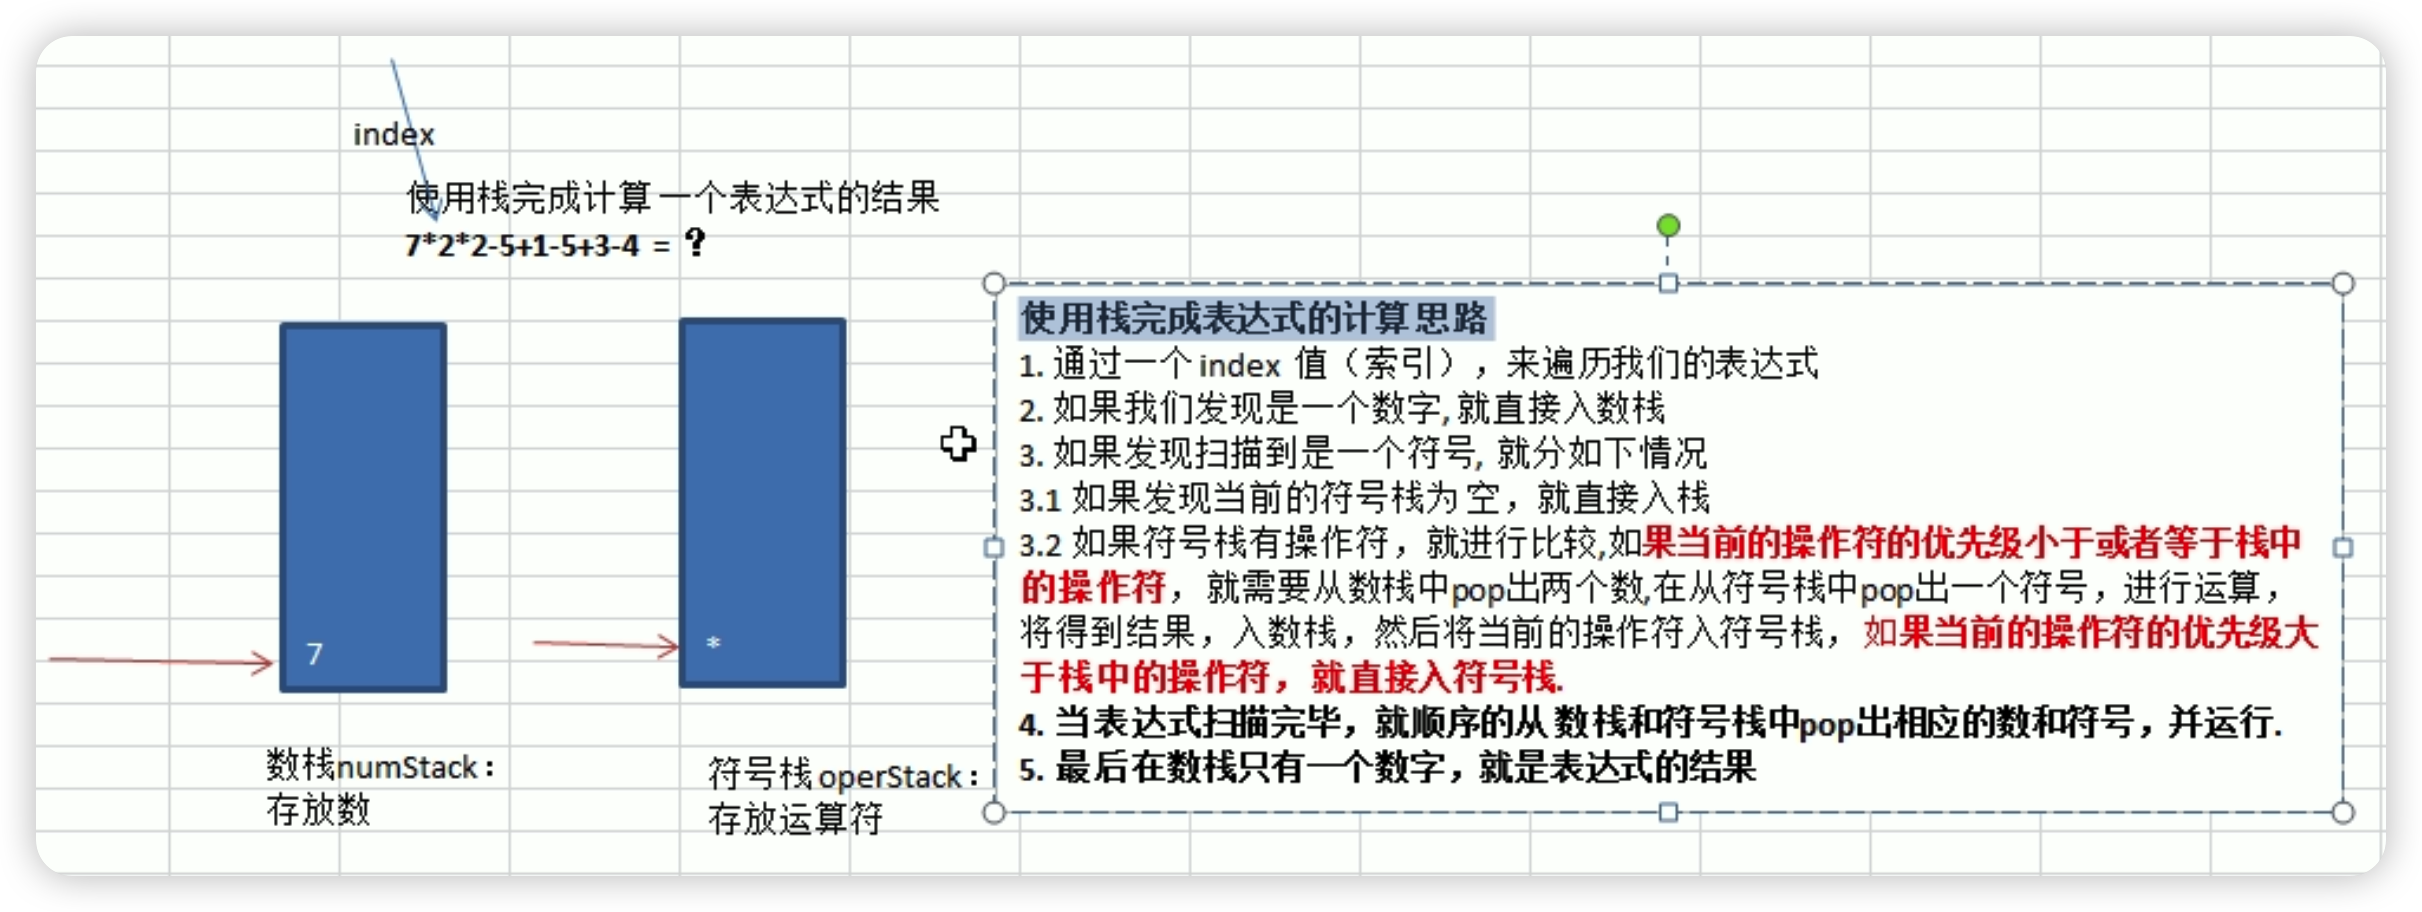 index
使用栈完成计算一个表达式的结果
7*2*2-5+1-5+3-4 = ?
7
*
数栈numStack：
存放数
符号栈operStack：
存放运算符
使用栈完成表达式的计算思路
1. 通过一个 index 值（索引），来遍历我们的表达式
2. 如果我们发现是一个数字, 就直接入数栈
3. 如果发现扫描到是一个符号, 就分如下情况
3.1 如果发现当前的符号栈为 空，就直接入栈
3.2 如果符号栈有操作符，就进行比较,如果当前的操作符的优先级小于或者等于栈中
的操作符，就需要从数栈中pop出两个数,在从符号栈中pop出一个符号，进行运算，
将得到结果，入数栈，然后将当前的操作符入符号栈，如果当前的操作符的优先级大
于栈中的操作符，就直接入符号栈.
4. 当表达式扫描完毕，就顺序的从 数栈和符号栈中pop出相应的数和符号，并运行.
5. 最后在数栈只有一个数字，就是表达式的结果